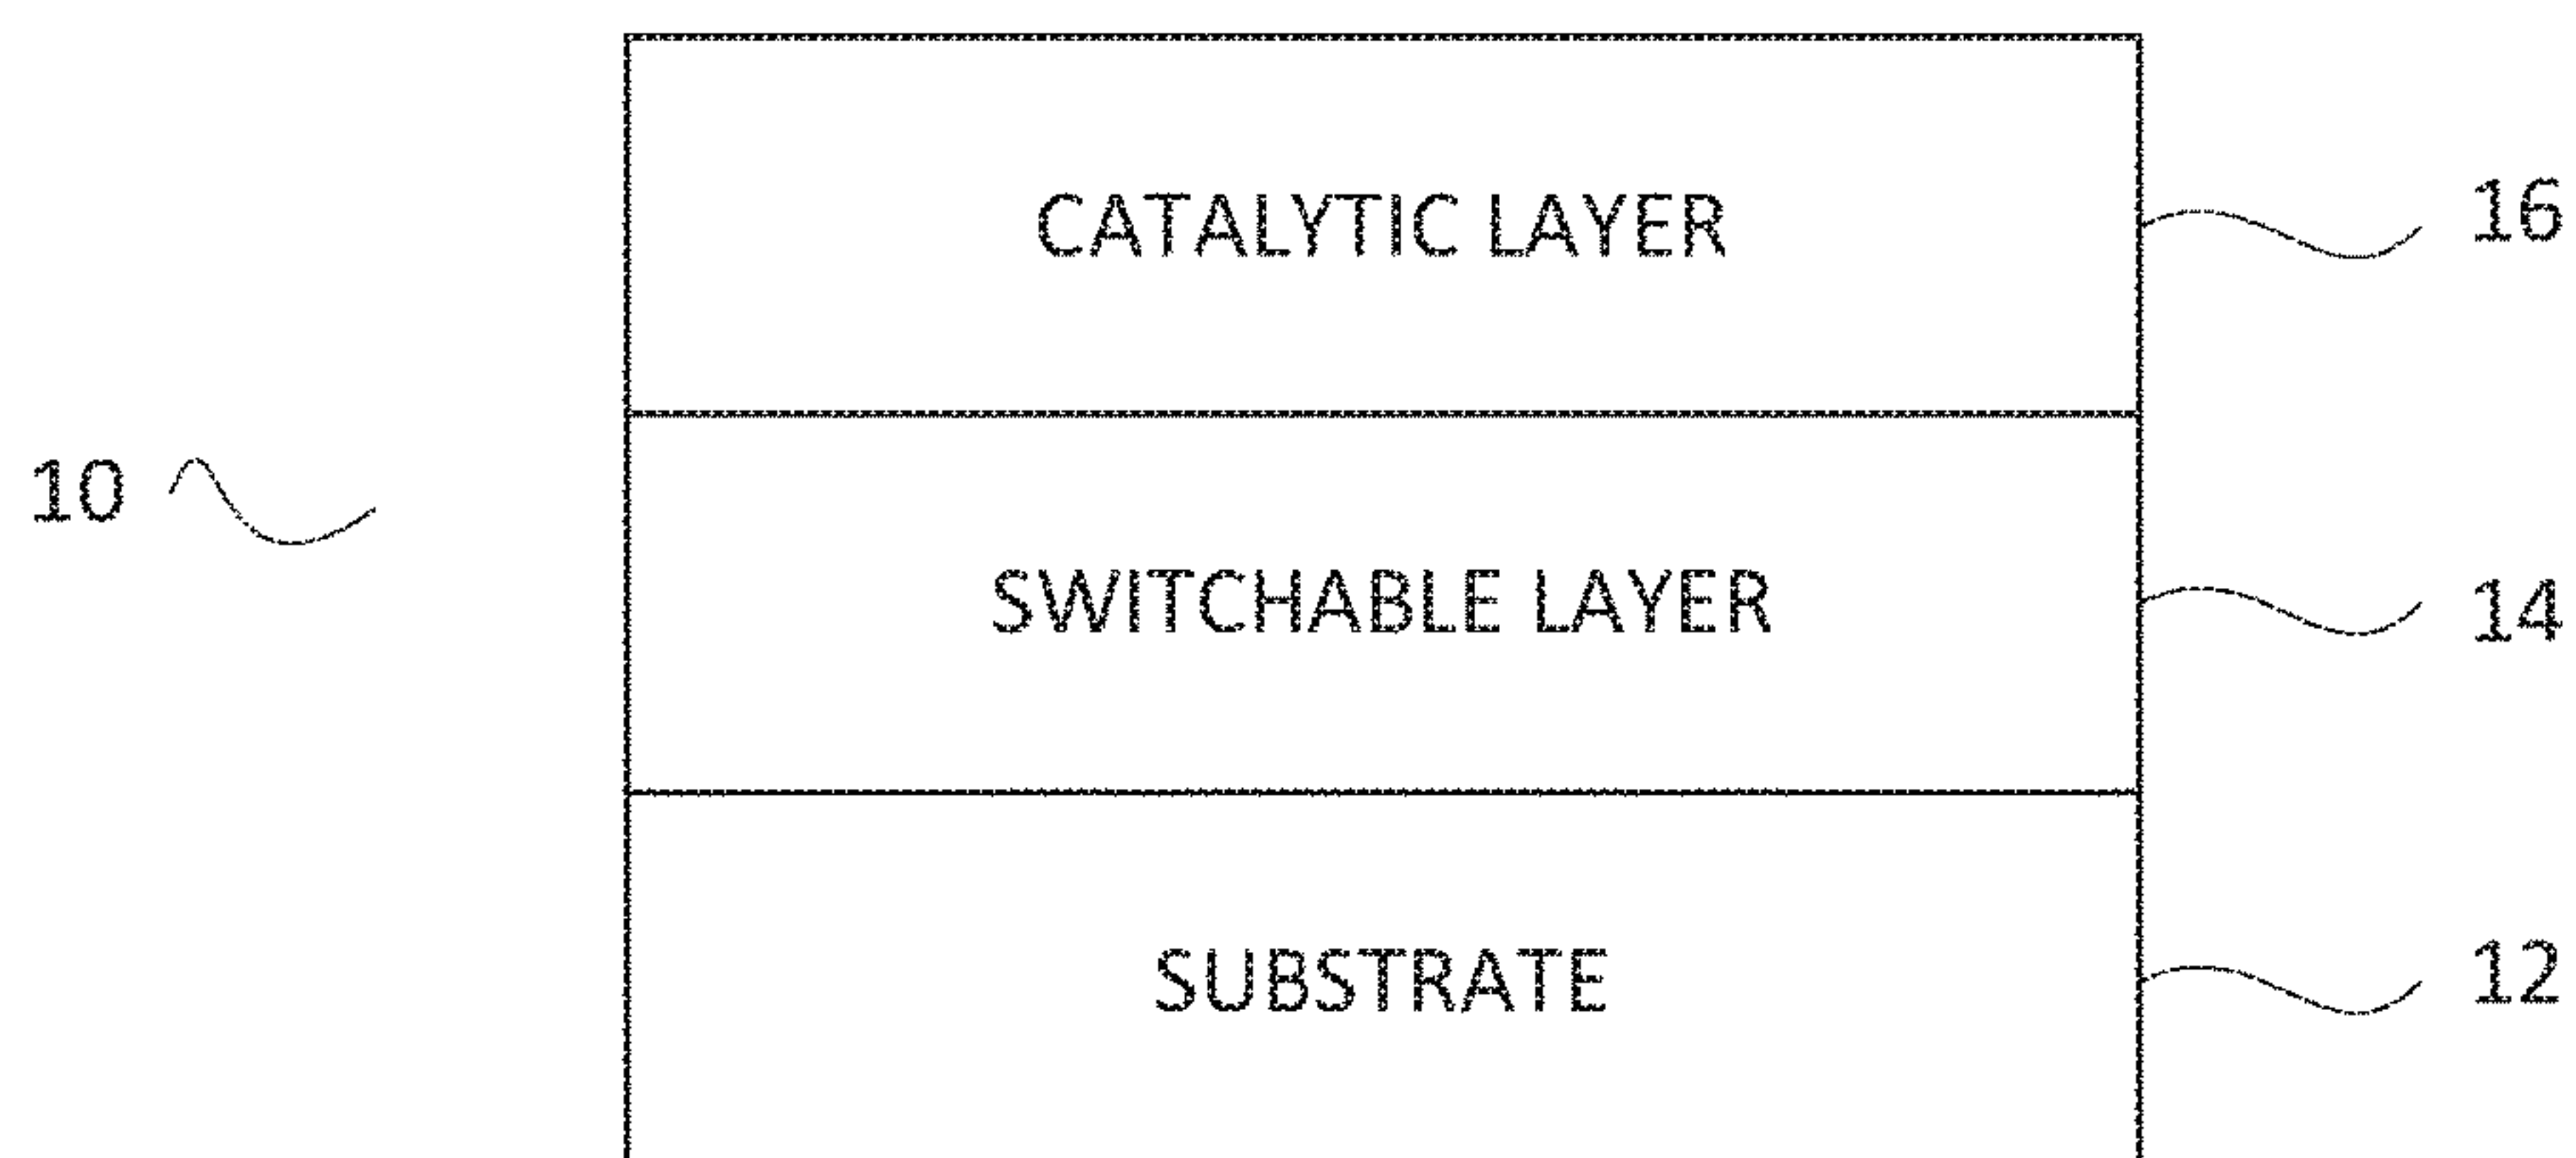 CATALYTIC LAYER
16
10
SWITCHABLE LAYER
14
SUBSTRATE
12